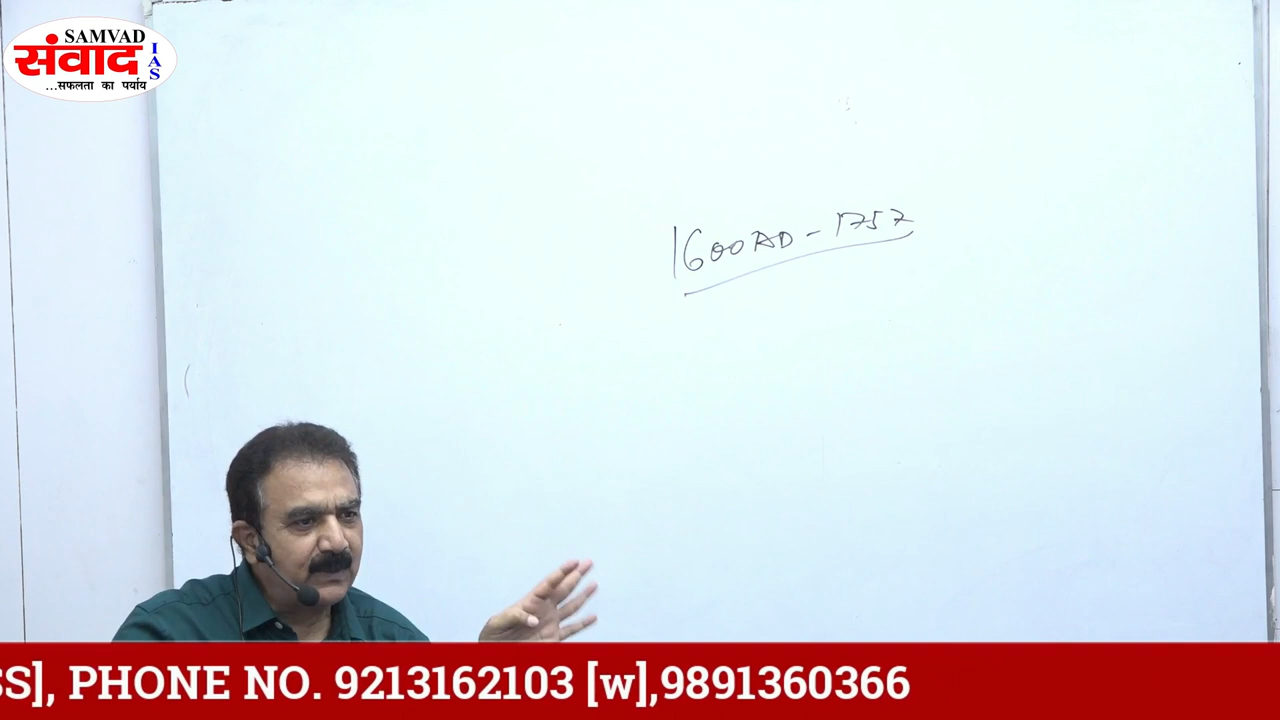 SAMVAD
संवाद
IAS
...सफलता का पर्याय
1600AD - 1757
SS], PHONE NO. 9213162103 [w],9891360366